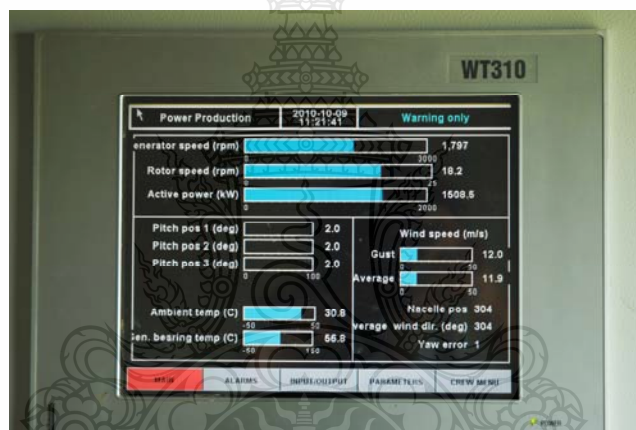 WT310
Power Production
2010-10-09
11:21:41
Warning only
enerator speed (rpm) 1,797
0 3000
Rotor speed (rpm) 18.2
0 25
Active power (kW) 1508.5
0 2000
Pitch pos 1 (deg) 2.0
Pitch pos 2 (deg) 2.0
Pitch pos 3 (deg) 2.0
0 100
Wind speed (m/s)
Gust 12.0
0 50
Average 11.9
0 50
Ambient temp (C) 30.8
-50 50
Gen. bearing temp (C) 55.8
-50 150
Nacelle pos 304
verage wind dir. (deg) 304
Yaw error 1
MAIN ALARMS INPUT/OUTPUT PARAMETERS CREW MENU
POWER